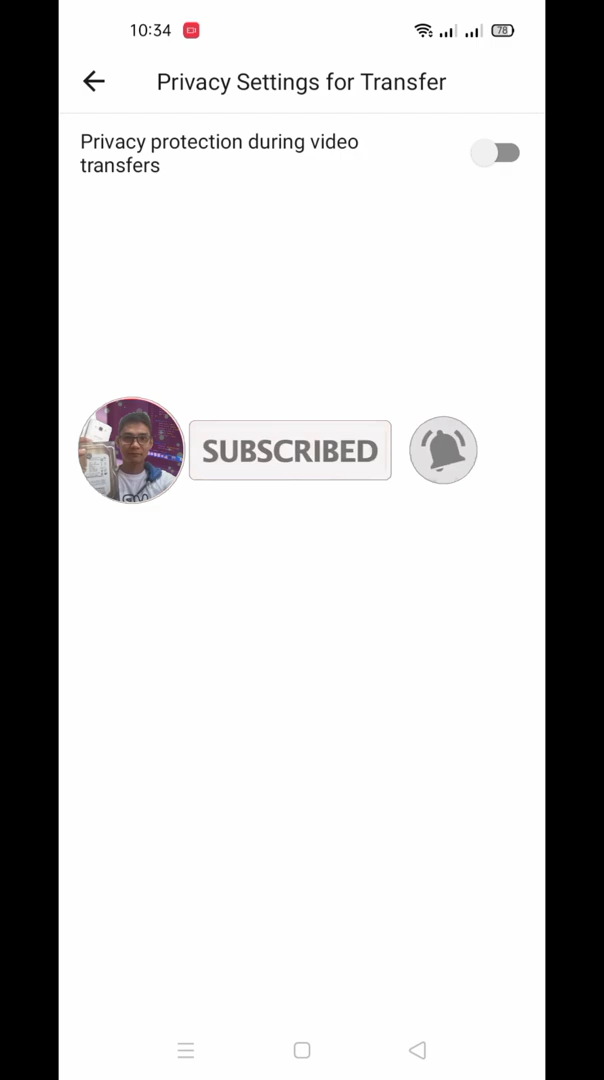 10:34
78
Privacy Settings for Transfer
Privacy protection during video
transfers
SUBSCRIBED